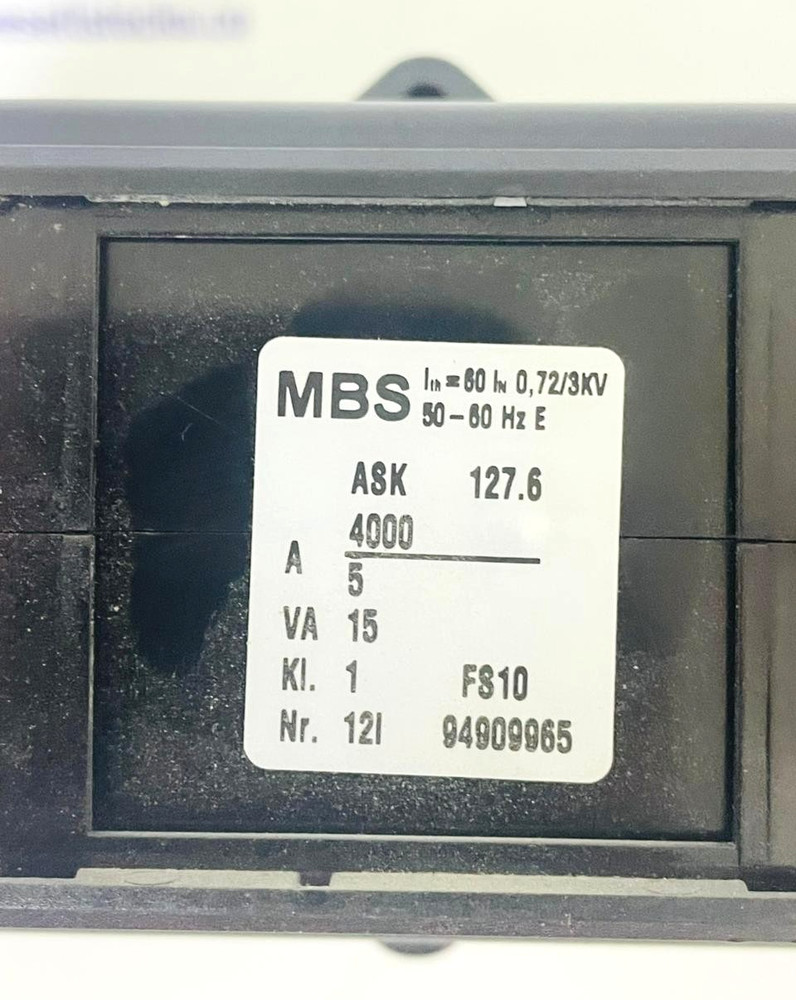 MBS Ith = 60 IN 0,72/3KV
50 – 60 Hz E
ASK 127.6
A 4000
5
VA 15
Kl. 1 FS10
Nr. 12I 94909965